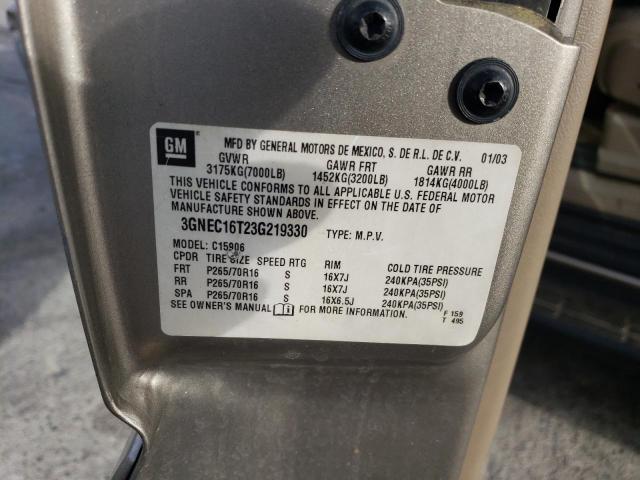 GM ® MFD BY GENERAL MOTORS DE MEXICO, S. DE R.L. DE C.V. 01/03
GVWR GAWR FRT GAWR RR
3175KG(7000LB) 1452KG(3200LB) 1814KG(4000LB)
THIS VEHICLE CONFORMS TO ALL APPLICABLE U.S. FEDERAL MOTOR
VEHICLE SAFETY STANDARDS IN EFFECT ON THE DATE OF
MANUFACTURE SHOWN ABOVE.
3GNEC16T23G219330 TYPE: M.P.V.
MODEL: C15906
CPDR TIRE SIZE SPEED RTG RIM COLD TIRE PRESSURE
FRT P265/70R16 S 16X7J 240KPA(35PSI)
RR P265/70R16 S 16X7J 240KPA(35PSI)
SPA P265/70R16 S 16X6.5J 240KPA(35PSI)
SEE OWNER'S MANUAL FOR MORE INFORMATION.
F 159
T 495